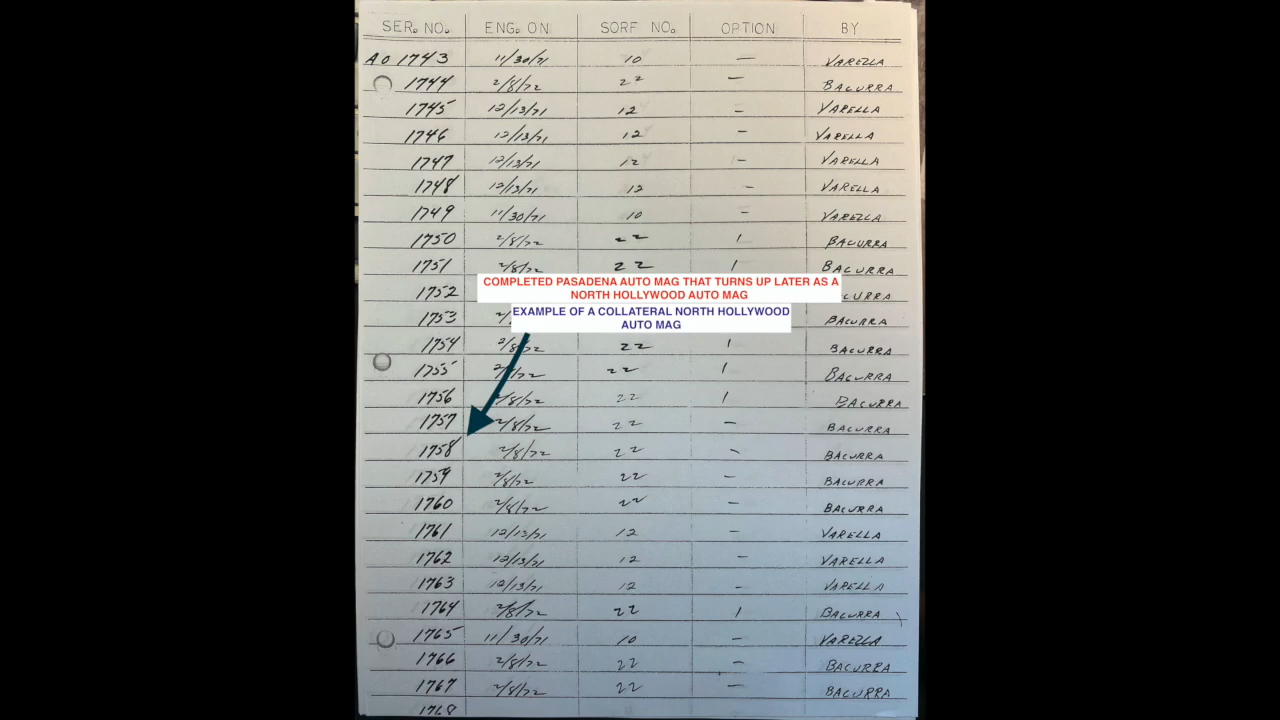 SER. NO. ENG. ON SORF NO. OPTION BY
AO 1743 11/30/71 10 — VARELLA
1744 2/8/72 22 — BACURRA
1745 12/13/71 12 — VARELLA
1746 12/13/71 12 — VARELLA
1747 12/13/71 12 — VARELLA
1748 12/13/71 12 — VARELLA
1749 11/30/71 10 — VARELLA
1750 2/8/72 22 1 BACURRA
1751 2/8/72 22 1 BACURRA
COMPLETED PASADENA AUTO MAG THAT TURNS UP LATER AS A
NORTH HOLLYWOOD AUTO MAG
1752
EXAMPLE OF A COLLATERAL NORTH HOLLYWOOD
AUTO MAG
1753 BACURRA
1754 2/8/72 22 1 BACURRA
1755 2/8/72 22 1 BACURRA
1756 2/8/72 22 1 BACURRA
1757 2/8/72 22 — BACURRA
1758 2/8/72 22 — BACURRA
1759 2/8/72 22 — BACURRA
1760 2/8/72 22 — BACURRA
1761 12/13/71 12 — VARELLA
1762 12/13/71 12 — VARELLA
1763 12/13/71 12 — VARELLA
1764 2/8/72 22 1 BACURRA
1765 11/30/71 10 — VARELLA
1766 2/8/72 22 — BACURRA
1767 2/8/72 22 — BACURRA
1768